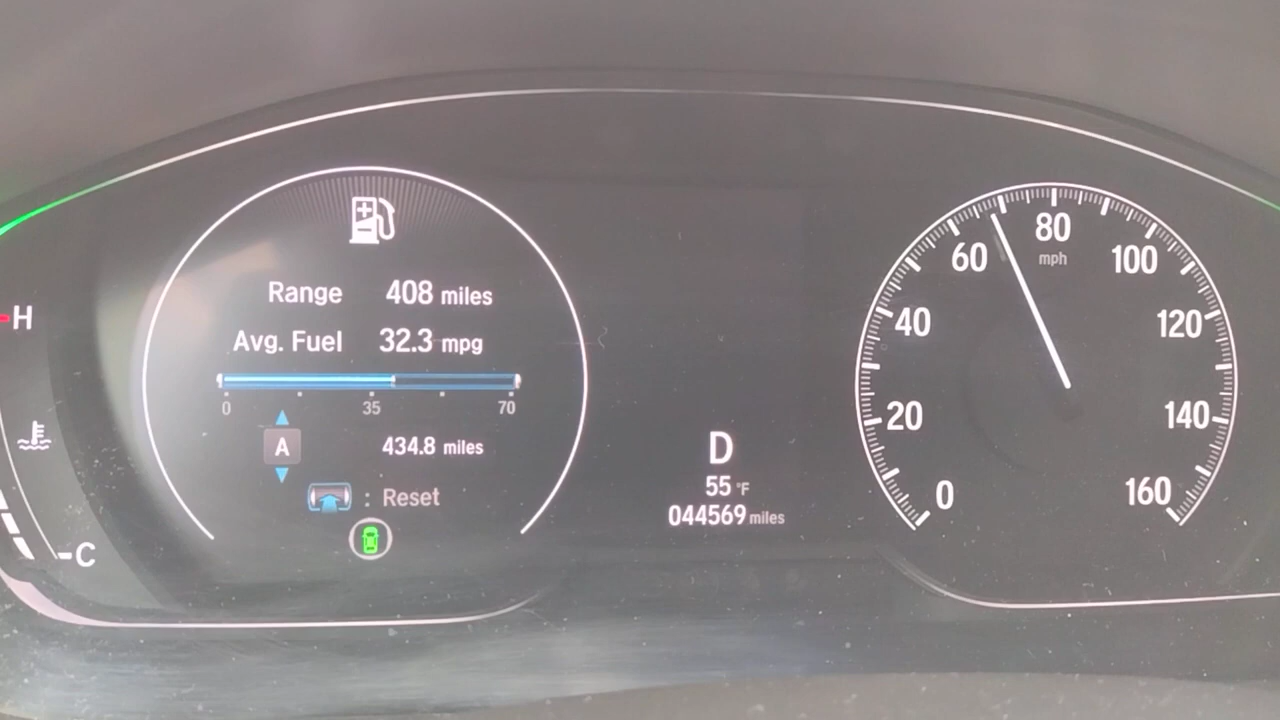 H
C
Range 408 miles
Avg. Fuel 32.3 mpg
0 35 70
A 434.8 miles
: Reset
D
55 °F
044569 miles
0
20
40
60
80
mph
100
120
140
160